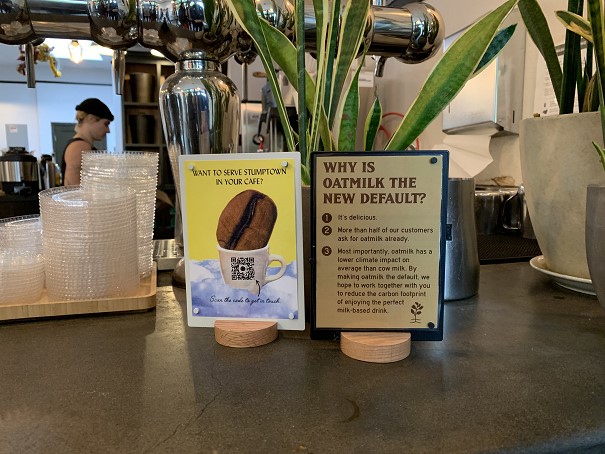 WANT TO SERVE STUMPTOWN
IN YOUR CAFE?
Scan the code to get in touch
WHY IS
OATMILK THE
NEW DEFAULT?
1 It's delicious.
2 More than half of our customers
ask for oatmilk already.
3 Most importantly, oatmilk has a
lower climate impact on
average than cow milk. By
making oatmilk the default, we
hope to work together with you
to reduce the carbon footprint
of enjoying the perfect
milk-based drink.